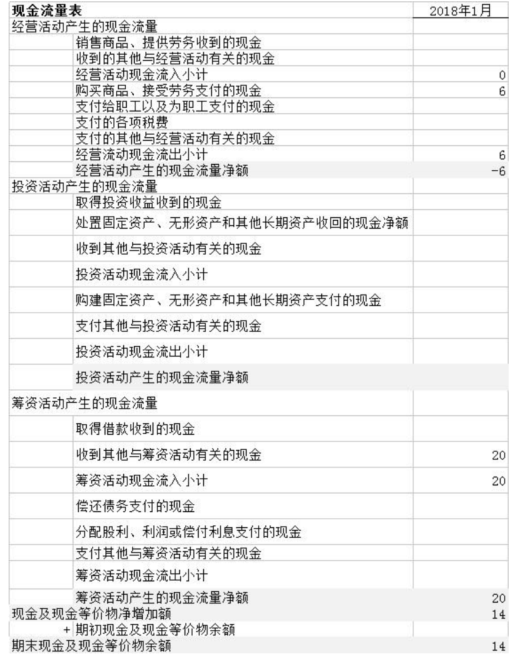 现金流量表 2018年1月
经营活动产生的现金流量
销售商品、提供劳务收到的现金
收到的其他与经营活动有关的现金
经营活动现金流入小计 0
购买商品、接受劳务支付的现金 6
支付给职工以及为职工支付的现金
支付的各项税费
支付的其他与经营活动有关的现金
经营流动现金流出小计 6
经营活动产生的现金流量净额 -6
投资活动产生的现金流量
取得投资收益收到的现金
处置固定资产、无形资产和其他长期资产收回的现金净额
收到其他与投资活动有关的现金
投资活动现金流入小计
购建固定资产、无形资产和其他长期资产支付的现金
支付其他与投资活动有关的现金
投资活动现金流出小计
投资活动产生的现金流量净额
筹资活动产生的现金流量
取得借款收到的现金
收到其他与筹资活动有关的现金 20
筹资活动现金流入小计 20
偿还债务支付的现金
分配股利、利润或偿付利息支付的现金
支付其他与筹资活动有关的现金
筹资活动现金流出小计
筹资活动产生的现金流量净额 20
现金及现金等价物净增加额 14
+ 期初现金及现金等价物余额
期末现金及现金等价物余额 14